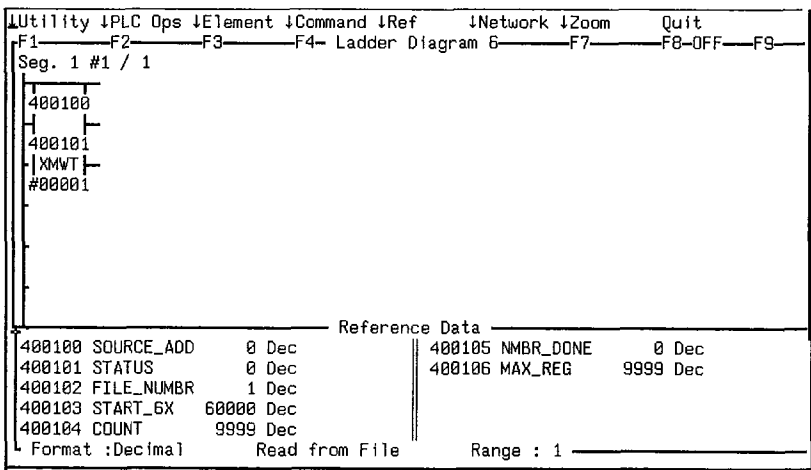 ↓Utility ↓PLC Ops ↓Element ↓Command ↓Ref ↓Network ↓Zoom Quit
F1 F2 F3 F4- Ladder Diagram 6 F7 F8-OFF F9
Seg. 1 #1 / 1
400100
400101
XMWT
#00001
Reference Data
400100 SOURCE_ADD 0 Dec 400105 NMBR_DONE 0 Dec
400101 STATUS 0 Dec 400106 MAX_REG 9999 Dec
400102 FILE_NUMBR 1 Dec
400103 START_6X 60000 Dec
400104 COUNT 9999 Dec
Format :Decimal Read from File Range : 1